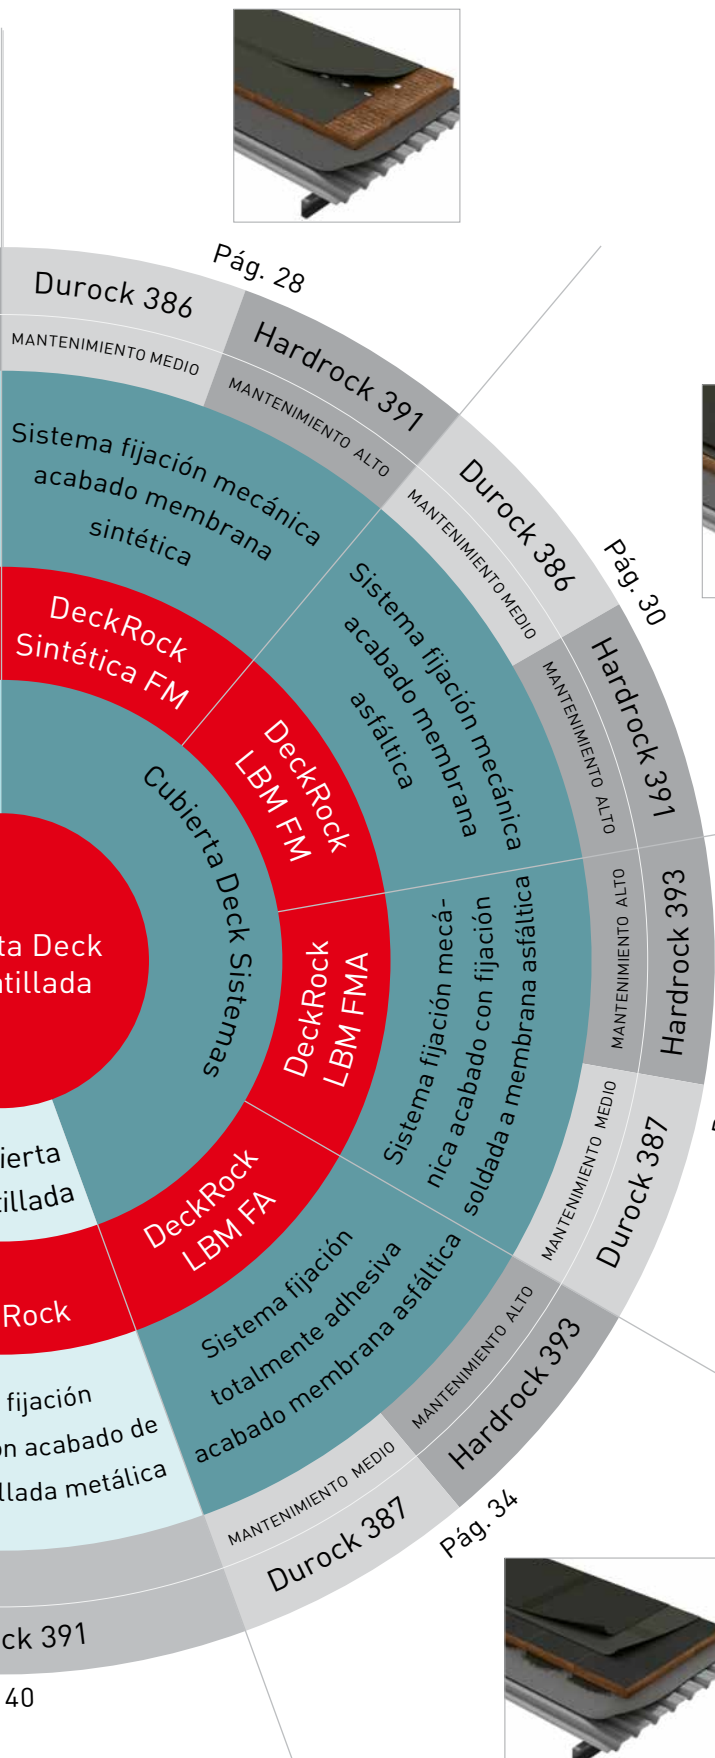 Pág. 28
Durock 386
MANTENIMIENTO MEDIO
Hardrock 391
MANTENIMIENTO ALTO
Sistema fijación mecánica
acabado membrana
sintética
DeckRock
Sintética FM
Durock 386
MANTENIMIENTO MEDIO
Pág. 30
Hardrock 391
MANTENIMIENTO ALTO
Sistema fijación mecánica
acabado membrana
asfáltica
DeckRock
LBM FM
Cubierta Deck Sistemas
ta Deck
ntillada
Hardrock 393
MANTENIMIENTO ALTO
Durock 387
MANTENIMIENTO MEDIO
Sistema fijación mecá-
nica acabado con fijación
soldada a membrana asfáltica
DeckRock
LBM FMA
DeckRock
LBM FA
Sistema fijación
totalmente adhesiva
acabado membrana asfáltica
MANTENIMIENTO ALTO
Hardrock 393
MANTENIMIENTO MEDIO
Durock 387
Pág. 34
ierta
tillada
Rock
fijación
on acabado de
llada metálica
ck 391
40